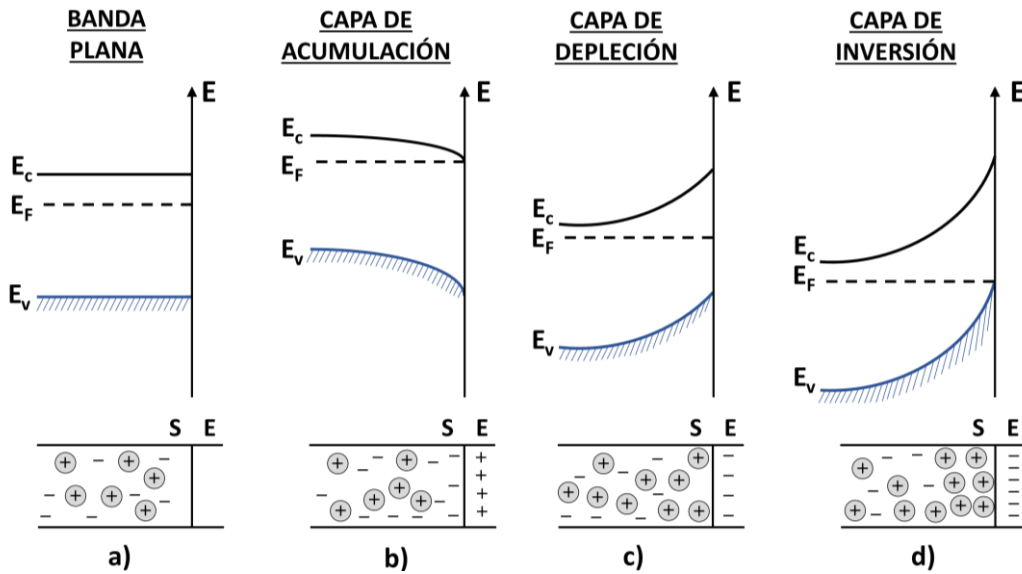 BANDA
PLANA
CAPA DE
ACUMULACIÓN
CAPA DE
DEPLECIÓN
CAPA DE
INVERSIÓN
E
E
E
E
Ec
EF
Ev
Ec
EF
Ev
Ec
EF
Ev
Ec
EF
Ev
S E
S E
S E
S E
a)
b)
c)
d)